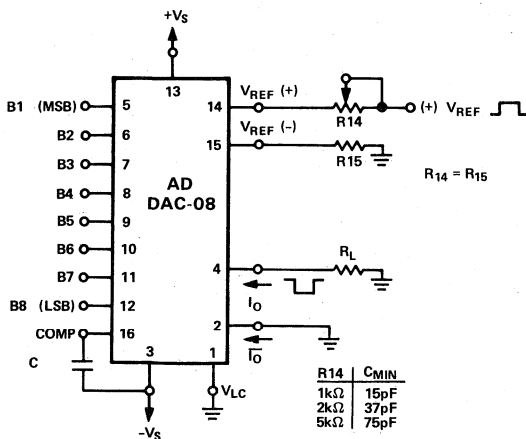 +VS
13
B1 (MSB) 5
B2 6
B3 7
B4 8
B5 9
B6 10
B7 11
B8 (LSB) 12
COMP 16
C
AD
DAC-08
14 VREF (+)
R14
(+) VREF
15 VREF (-)
R15
R14 = R15
4
RL
IO
2
IO
3
1
VLC
-VS
R14 CMIN
1kΩ 15pF
2kΩ 37pF
5kΩ 75pF